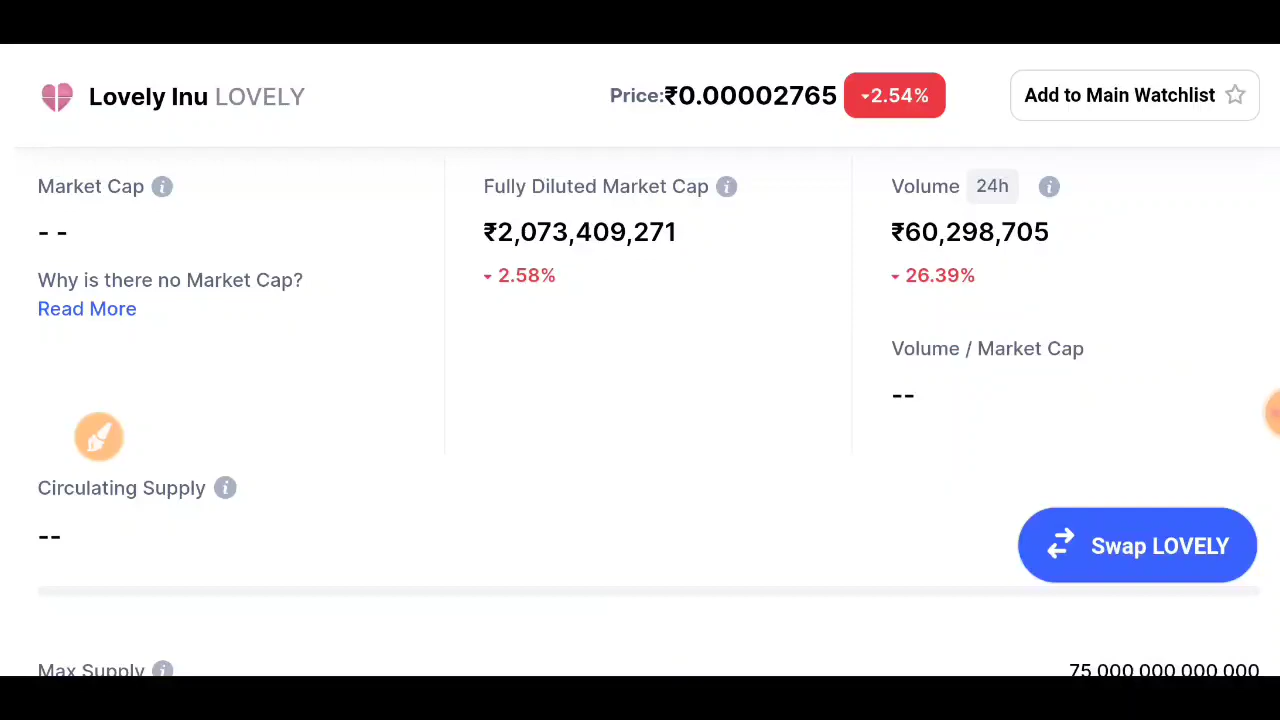 Lovely Inu LOVELY
Price:₹0.00002765 2.54%
Add to Main Watchlist
Market Cap
- -
Why is there no Market Cap?
Read More
Fully Diluted Market Cap
₹2,073,409,271
2.58%
Volume 24h
₹60,298,705
26.39%
Volume / Market Cap
--
Circulating Supply
--
Swap LOVELY
Max Supply 75,000,000,000,000